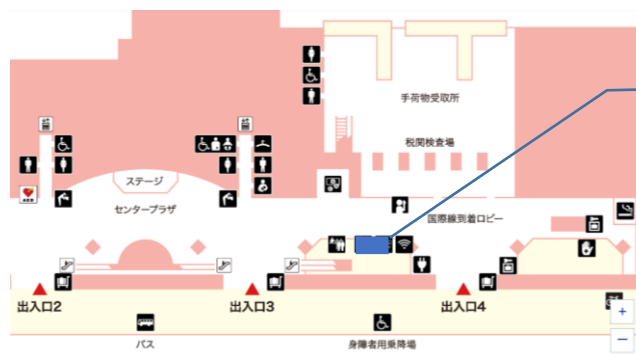 手荷物受取所
税関検査場
ステージ
センタープラザ
国際線到着ロビー
出入口2
出入口3
出入口4
バス
身障者用乗降場
+
−